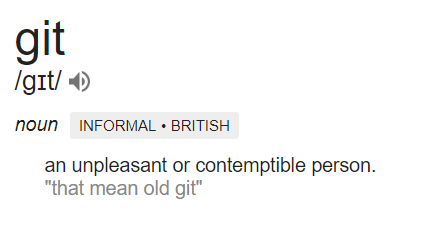 git
/ɡɪt/
noun INFORMAL • BRITISH
an unpleasant or contemptible person.
"that mean old git"